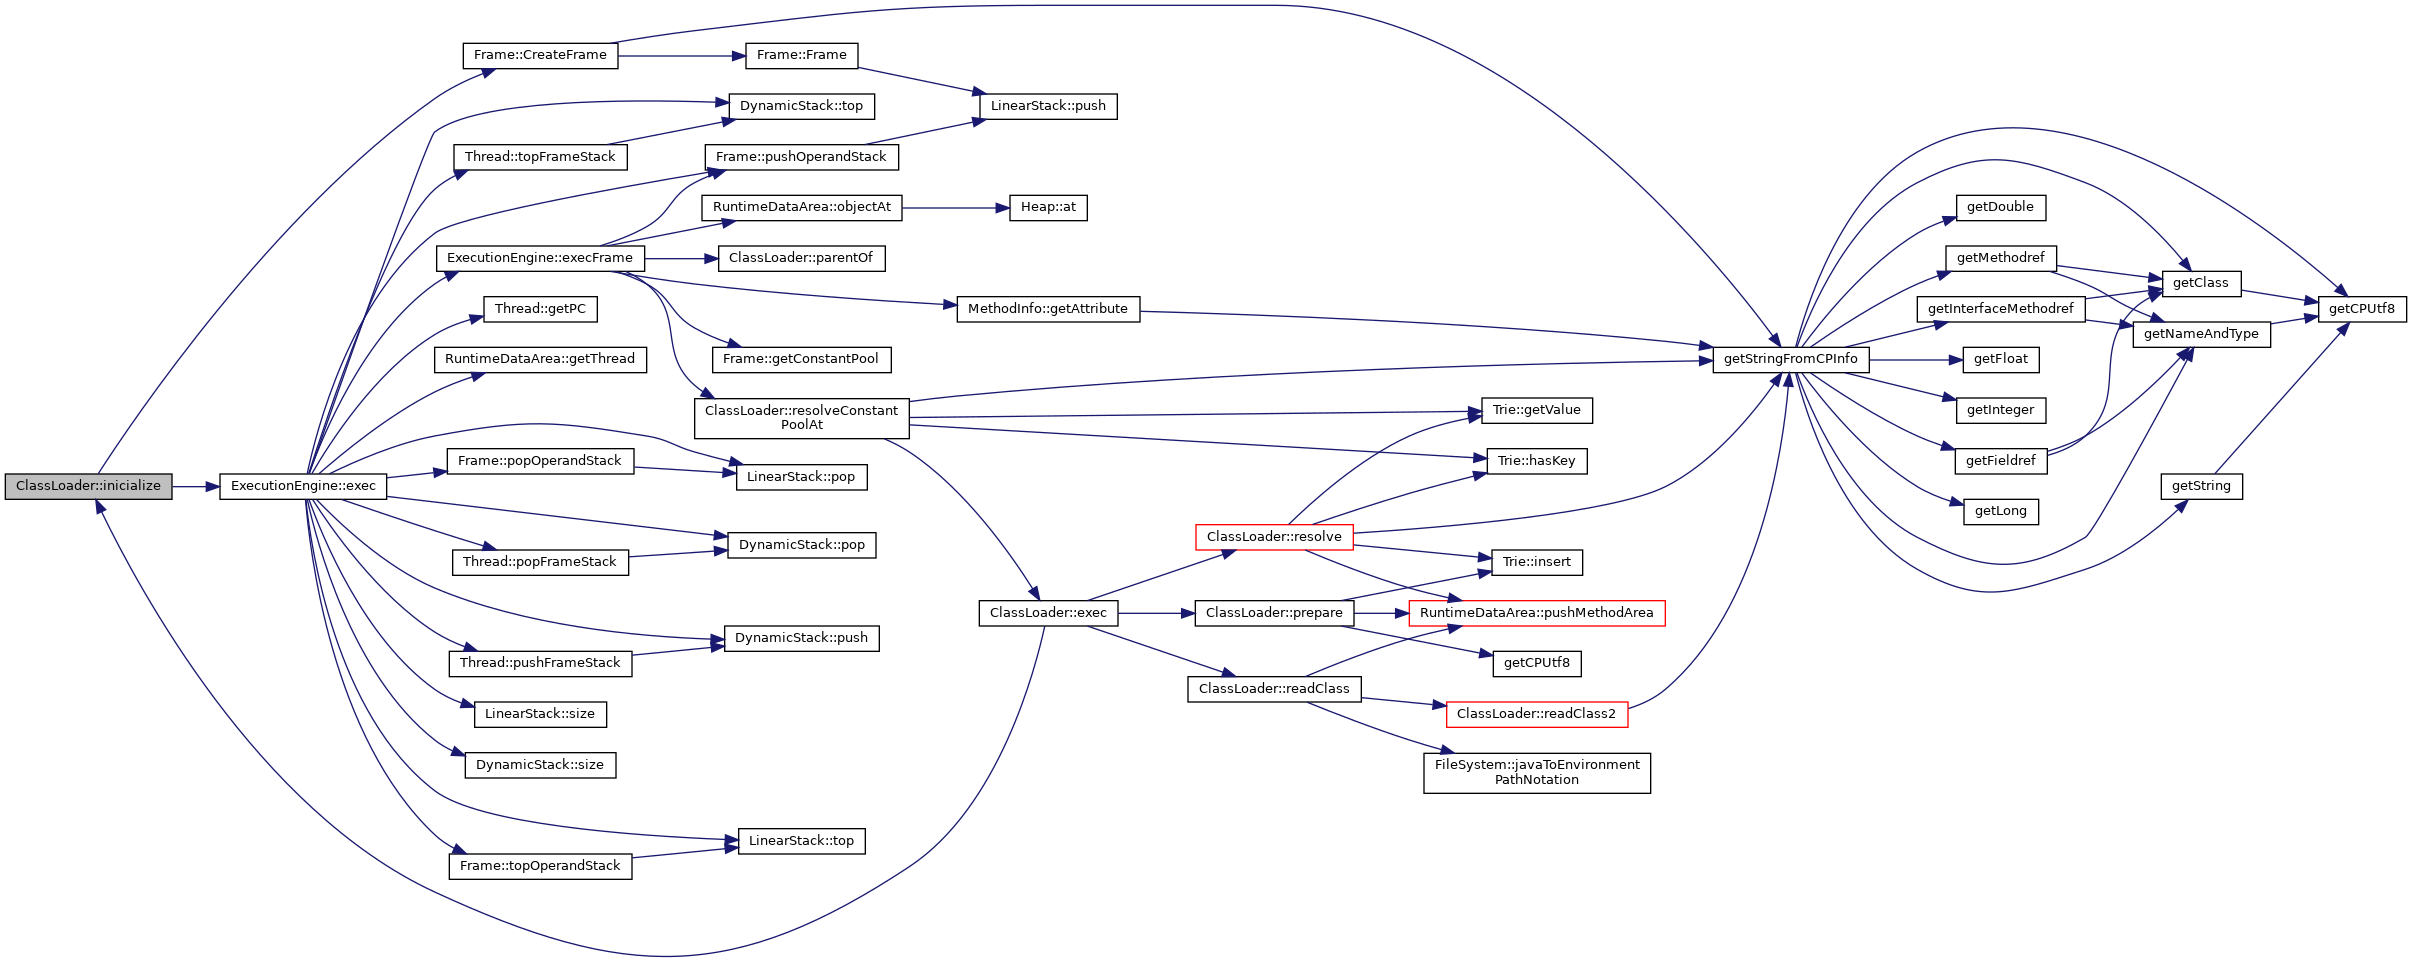 ClassLoader::inicialize
Frame::CreateFrame
ExecutionEngine::exec
Thread::topFrameStack
ExecutionEngine::execFrame
Thread::getPC
RuntimeDataArea::getThread
Frame::popOperandStack
Thread::popFrameStack
Thread::pushFrameStack
LinearStack::size
DynamicStack::size
Frame::topOperandStack
Frame::Frame
DynamicStack::top
Frame::pushOperandStack
RuntimeDataArea::objectAt
ClassLoader::parentOf
Frame::getConstantPool
ClassLoader::resolveConstant
PoolAt
LinearStack::pop
DynamicStack::pop
DynamicStack::push
LinearStack::top
LinearStack::push
Heap::at
MethodInfo::getAttribute
ClassLoader::exec
ClassLoader::resolve
ClassLoader::prepare
ClassLoader::readClass
Trie::getValue
Trie::hasKey
Trie::insert
RuntimeDataArea::pushMethodArea
getCPUtf8
ClassLoader::readClass2
FileSystem::javaToEnvironment
PathNotation
getStringFromCPInfo
getDouble
getMethodref
getInterfaceMethodref
getFloat
getInteger
getFieldref
getLong
getClass
getNameAndType
getString
getCPUtf8